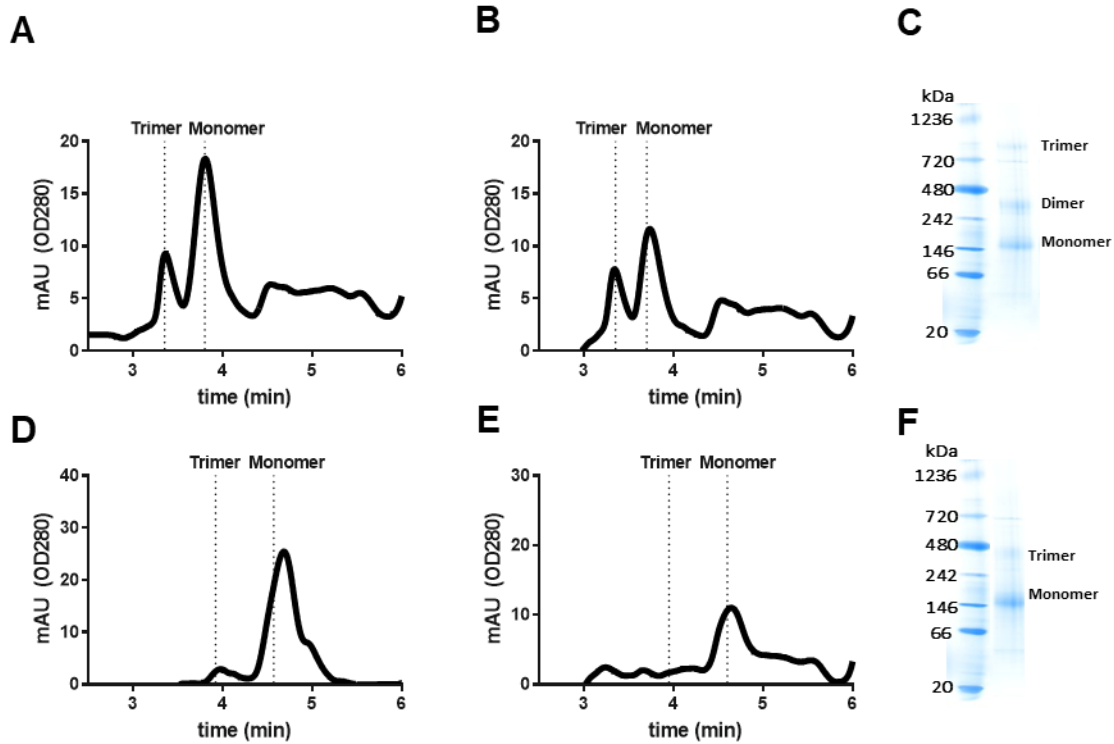 A
Trimer Monomer
20
15
10
5
0
mAU (OD280)
3 4 5 6
time (min)
B
Trimer Monomer
20
15
10
5
0
mAU (OD280)
3 4 5 6
time (min)
C
kDa
1236
720
480
242
146
66
20
Trimer
Dimer
Monomer
D
Trimer Monomer
40
30
20
10
0
mAU (OD280)
3 4 5 6
time (min)
E
Trimer Monomer
30
20
10
0
mAU (OD280)
3 4 5 6
time (min)
F
kDa
1236
720
480
242
146
66
20
Trimer
Monomer